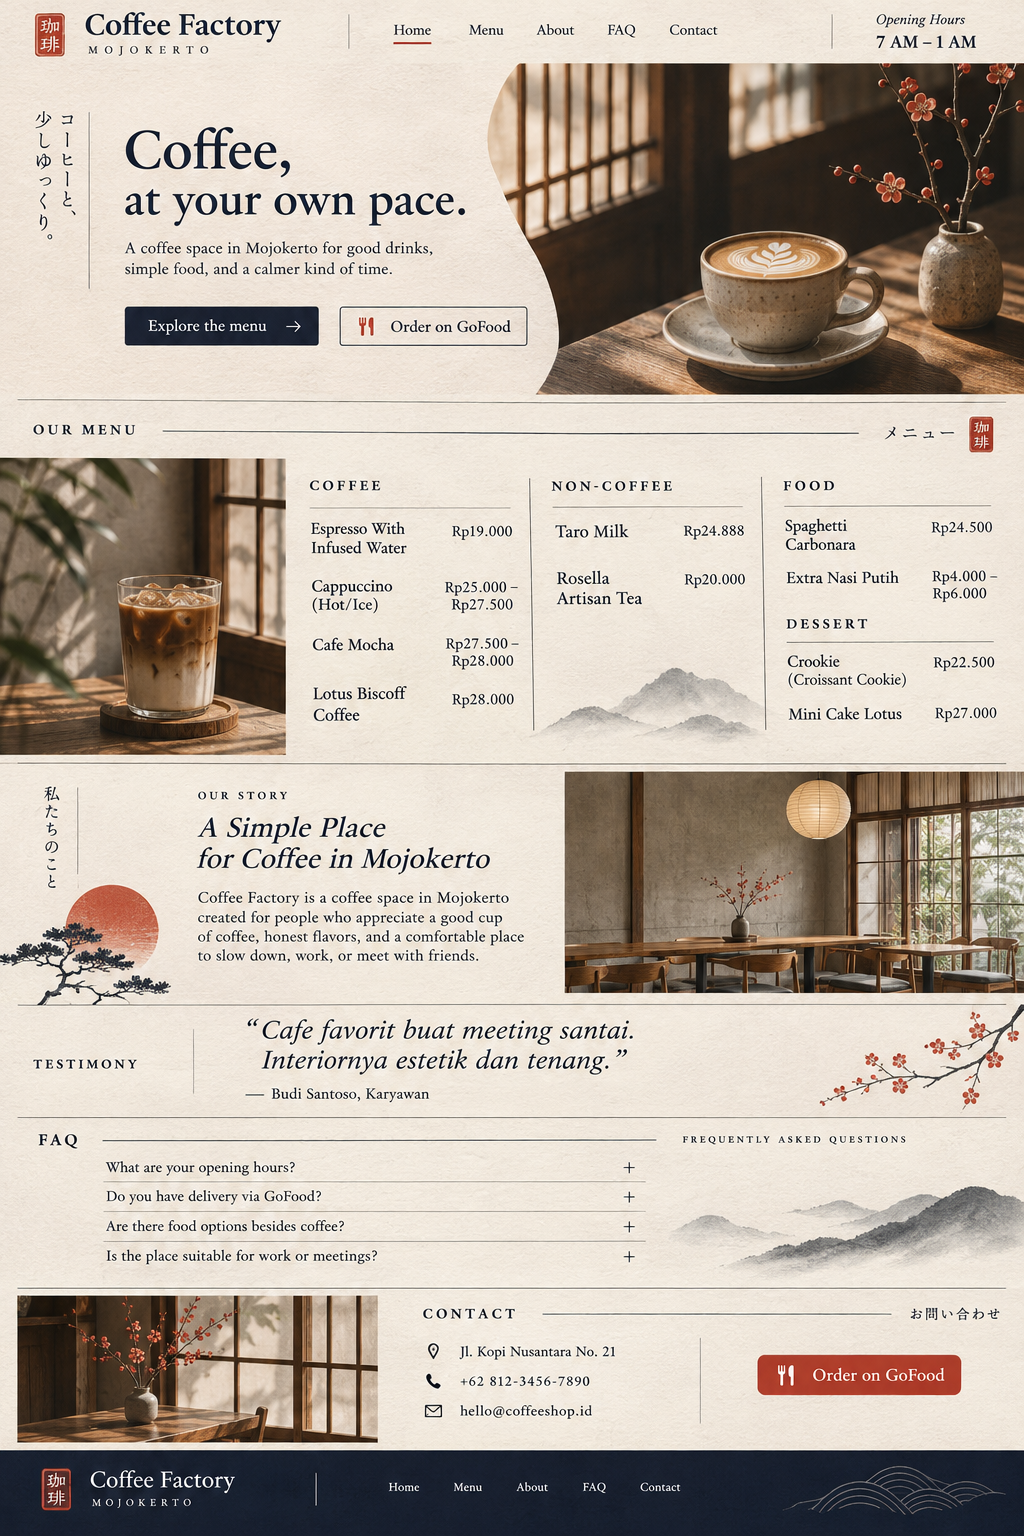 珈琲
Coffee Factory
MOJOKERTO
Home
Menu
About
FAQ
Contact
Opening Hours
7 AM – 1 AM
コーヒーと、
少しゆっくり。
Coffee,
at your own pace.
A coffee space in Mojokerto for good drinks,
simple food, and a calmer kind of time.
Explore the menu →
Order on GoFood
OUR MENU
メニュー
珈琲
COFFEE
Espresso With Rp19.000
Infused Water
Cappuccino Rp25.000 –
(Hot/Ice) Rp27.500
Cafe Mocha Rp27.500 –
Rp28.000
Lotus Biscoff Rp28.000
Coffee
NON-COFFEE
Taro Milk Rp24.888
Rosella Rp20.000
Artisan Tea
FOOD
Spaghetti Rp24.500
Carbonara
Extra Nasi Putih Rp4.000 –
Rp6.000
DESSERT
Crookie Rp22.500
(Croissant Cookie)
Mini Cake Lotus Rp27.000
私たちのこと
OUR STORY
A Simple Place
for Coffee in Mojokerto
Coffee Factory is a coffee space in Mojokerto
created for people who appreciate a good cup
of coffee, honest flavors, and a comfortable place
to slow down, work, or meet with friends.
TESTIMONY
“Cafe favorit buat meeting santai.
Interiornya estetik dan tenang.”
— Budi Santoso, Karyawan
FAQ
FREQUENTLY ASKED QUESTIONS
What are your opening hours? +
Do you have delivery via GoFood? +
Are there food options besides coffee? +
Is the place suitable for work or meetings? +
CONTACT
お問い合わせ
Jl. Kopi Nusantara No. 21
+62 812-3456-7890
hello@coffeeshop.id
Order on GoFood
珈琲
Coffee Factory
MOJOKERTO
Home
Menu
About
FAQ
Contact